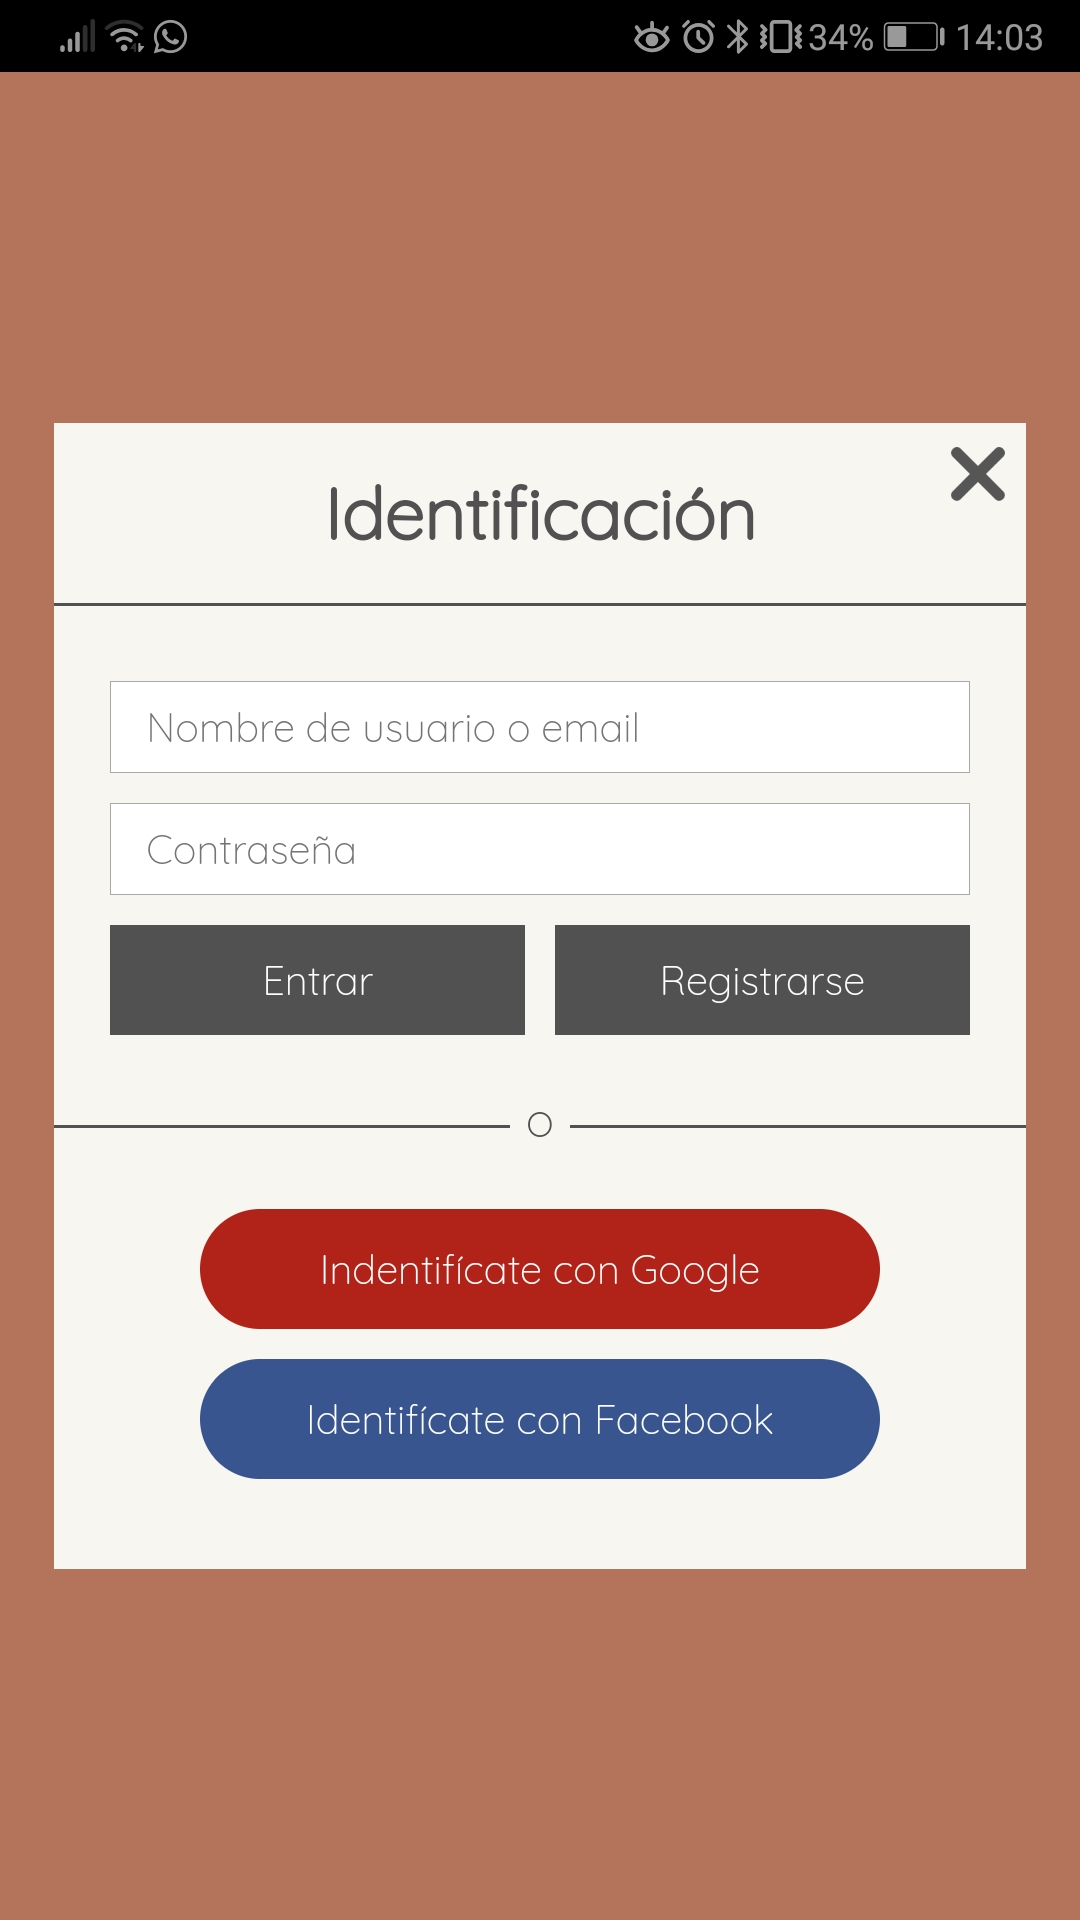 34% 14:03
Identificación
Nombre de usuario o email
Contraseña
Entrar Registrarse
O
Indentifícate con Google
Identifícate con Facebook